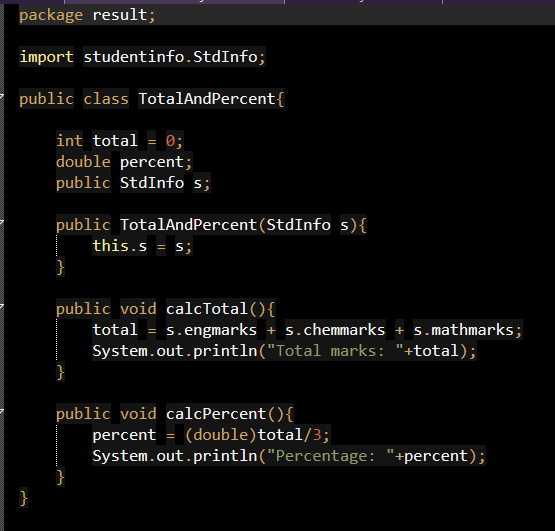 package result;
import studentinfo.StdInfo;
public class TotalAndPercent{
int total = 0;
double percent;
public StdInfo s;
public TotalAndPercent(StdInfo s){
this.s = s;
}
public void calcTotal(){
total = s.engmarks + s.chemmarks + s.mathmarks;
System.out.println("Total marks: "+total);
}
public void calcPercent(){
percent = (double)total/3;
System.out.println("Percentage: "+percent);
}
}